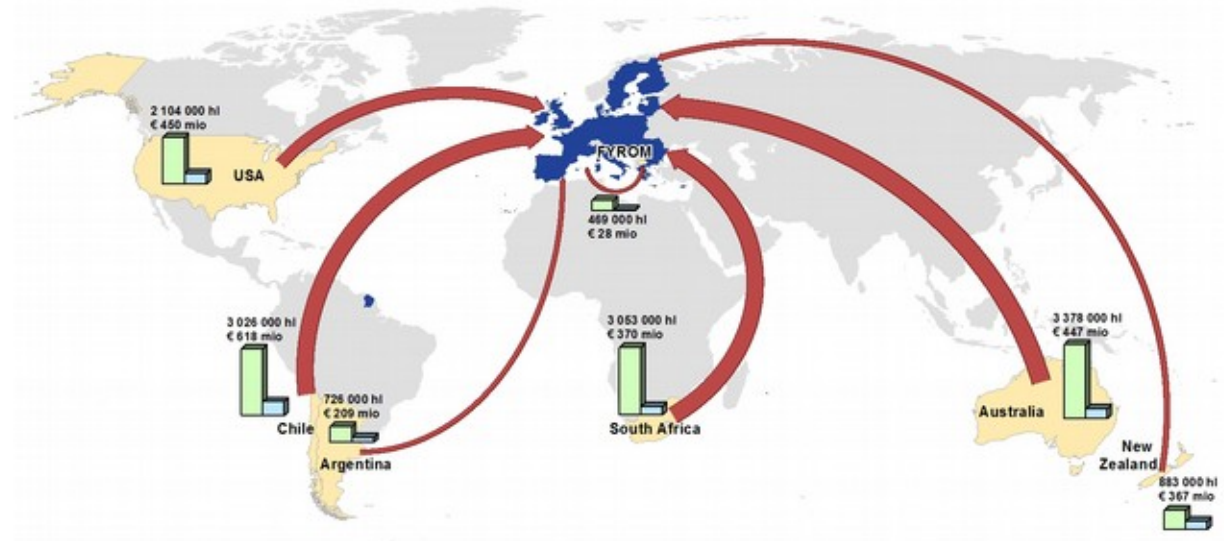 2 104 000 hl
€ 450 mio
USA
FYROM
469 000 hl
€ 28 mio
3 026 000 hl
€ 618 mio
3 053 000 hl
€ 370 mio
3 378 000 hl
€ 447 mio
726 000 hl
€ 209 mio
Chile
South Africa
Australia
Argentina
New
Zealand
883 000 hl
€ 367 mio